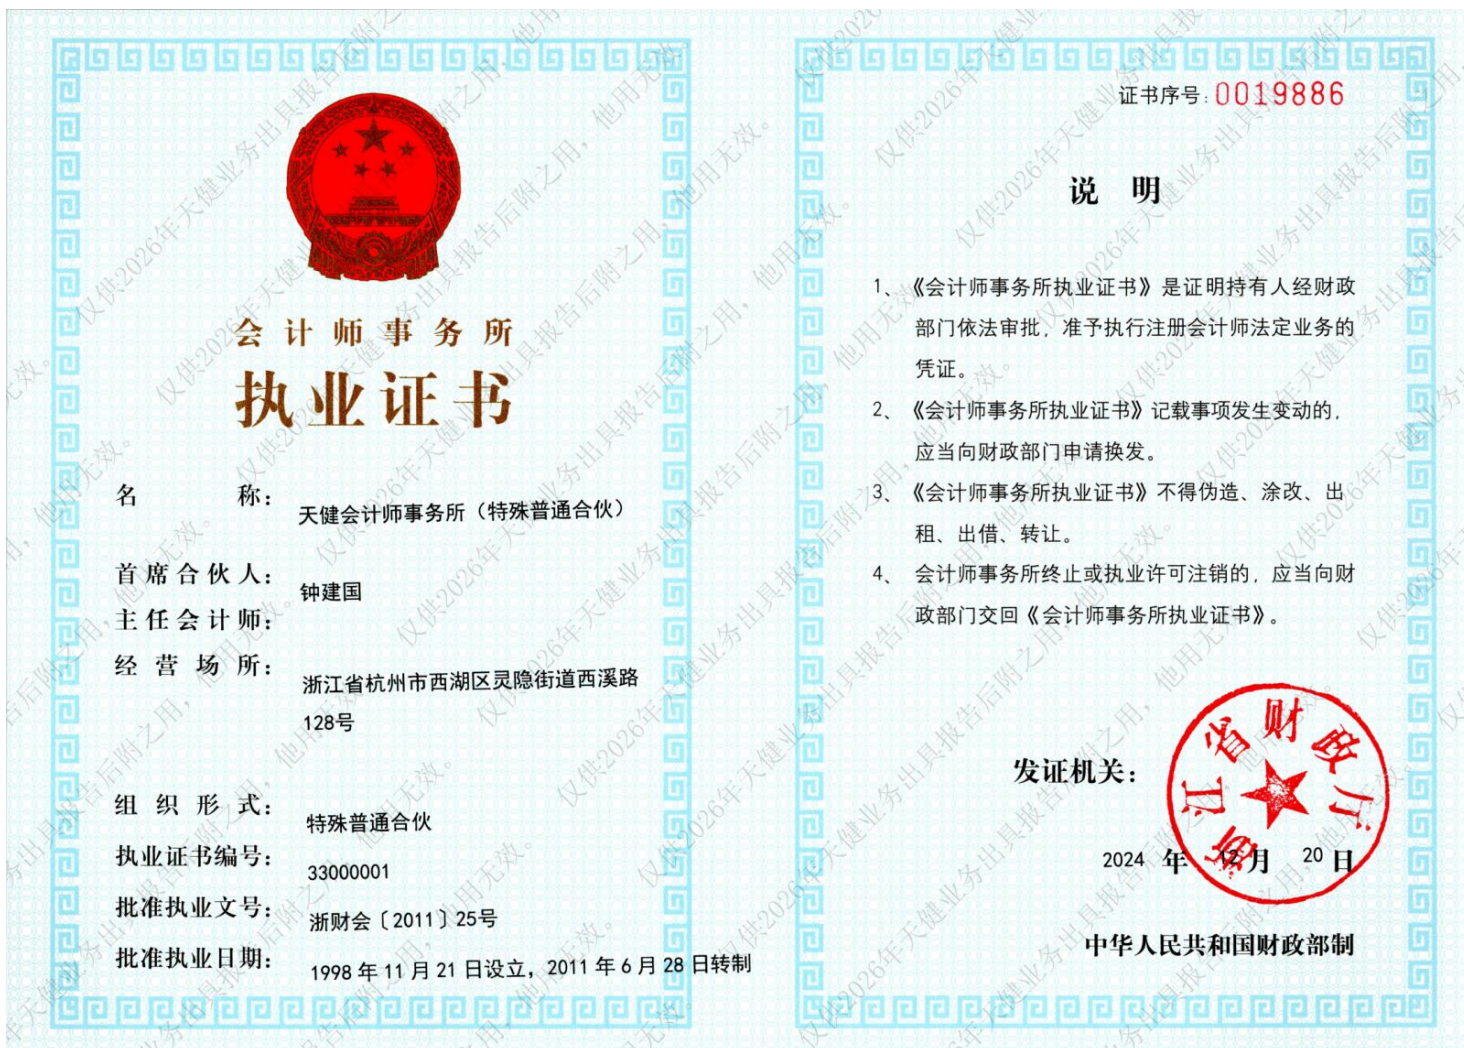 会计师事务所
执业证书
名称：
天健会计师事务所（特殊普通合伙）
首席合伙人：
钟建国
主任会计师：
经营场所：
浙江省杭州市西湖区灵隐街道西溪路
128号
组织形式：
特殊普通合伙
执业证书编号：
33000001
批准执业文号：
浙财会〔2011〕25号
批准执业日期：
1998年11月21日设立，2011年6月28日转制
证书序号：0019886
说明
1、《会计师事务所执业证书》是证明持有人经财政
部门依法审批，准予执行注册会计师法定业务的
凭证。
2、《会计师事务所执业证书》记载事项发生变动的，
应当向财政部门申请换发。
3、《会计师事务所执业证书》不得伪造、涂改、出
租、出借、转让。
4、会计师事务所终止或执业许可注销的，应当向财
政部门交回《会计师事务所执业证书》。
发证机关：
浙江省财政厅
2024年12月20日
中华人民共和国财政部制
仅供2026年天健业务出具报告后附之用，他用无效。